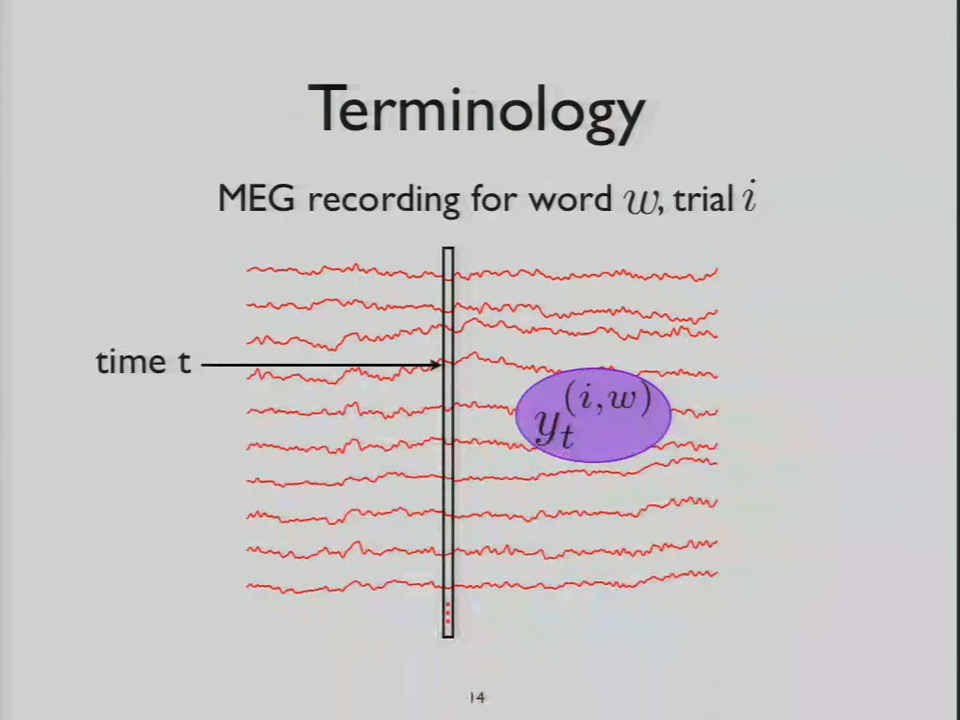 Terminology
MEG recording for word w, trial i
time t
y_t^{(i,w)}
14